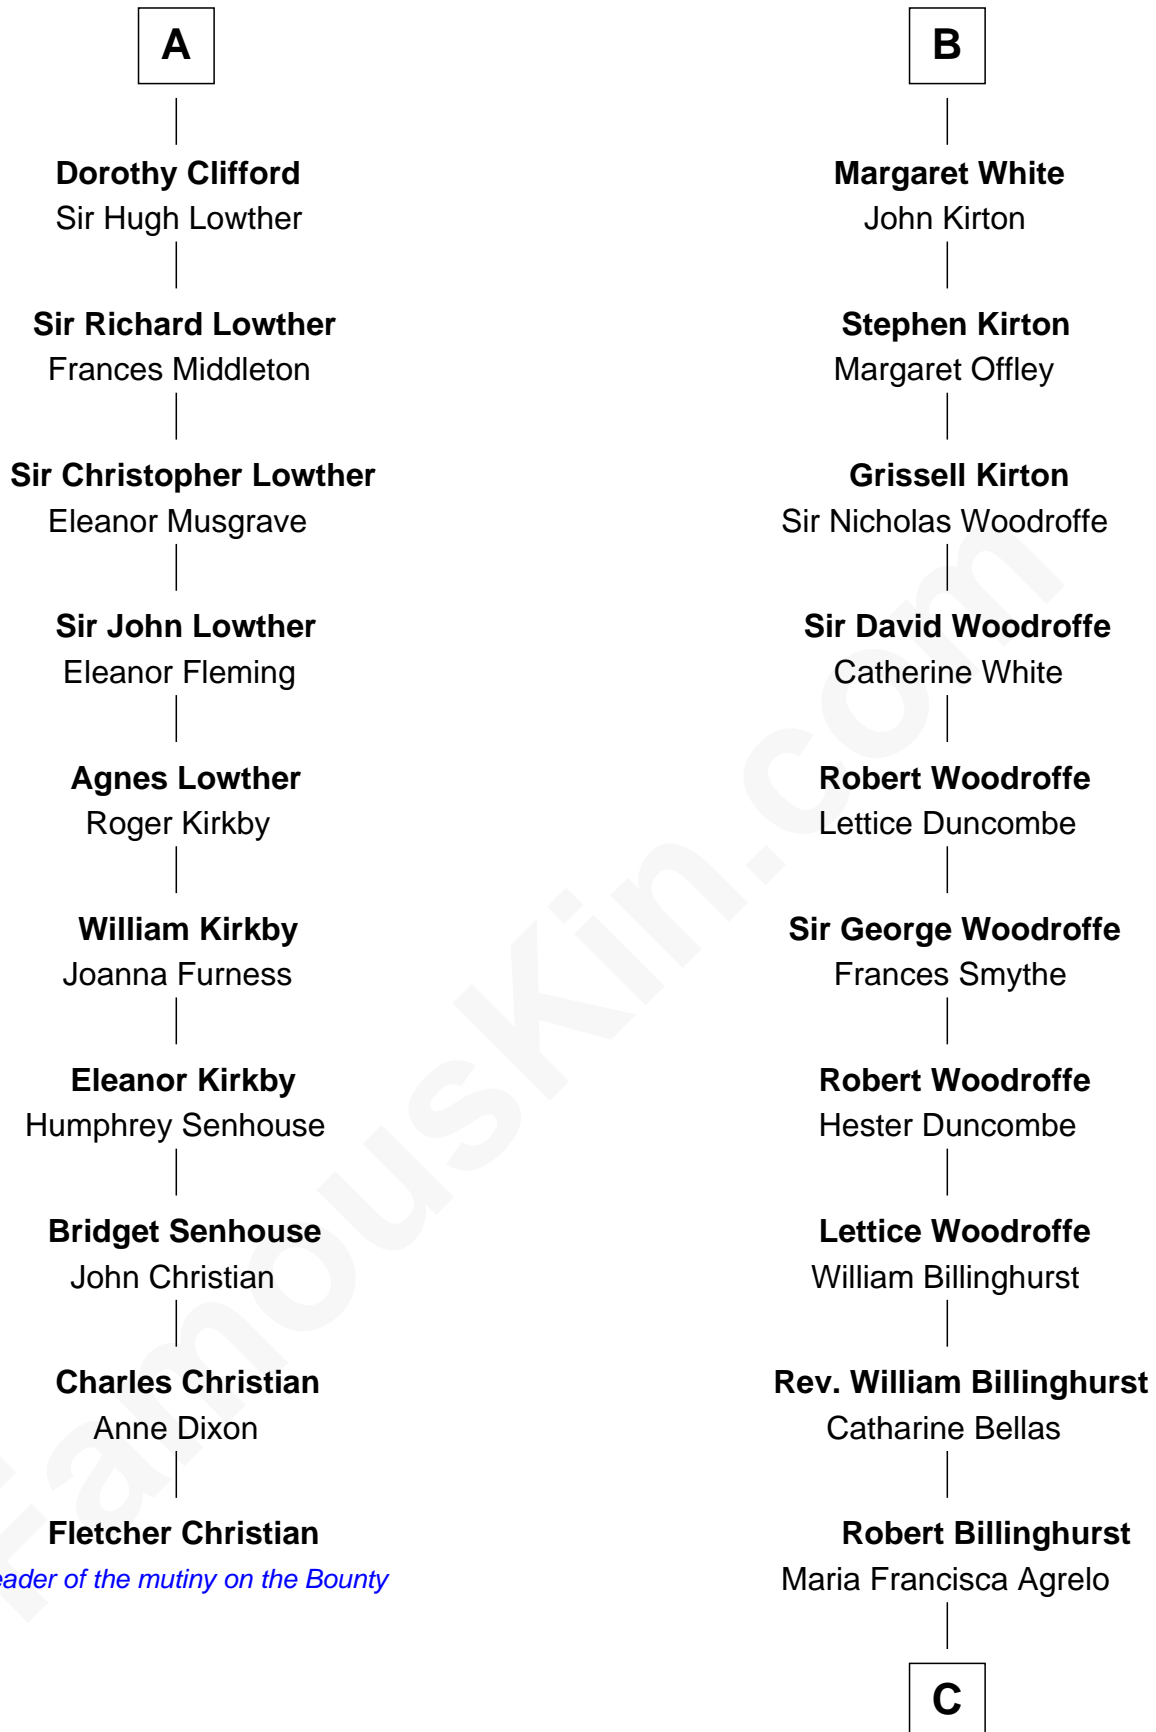 A
Dorothy Clifford
Sir Hugh Lowther
Sir Richard Lowther
Frances Middleton
Sir Christopher Lowther
Eleanor Musgrave
Sir John Lowther
Eleanor Fleming
Agnes Lowther
Roger Kirkby
William Kirkby
Joanna Furness
Eleanor Kirkby
Humphrey Senhouse
Bridget Senhouse
John Christian
Charles Christian
Anne Dixon
Fletcher Christian
eader of the mutiny on the Bounty
B
Margaret White
John Kirton
Stephen Kirton
Margaret Offley
Grissell Kirton
Sir Nicholas Woodroffe
Sir David Woodroffe
Catherine White
Robert Woodroffe
Lettice Duncombe
Sir George Woodroffe
Frances Smythe
Robert Woodroffe
Hester Duncombe
Lettice Woodroffe
William Billinghurst
Rev. William Billinghurst
Catharine Bellas
Robert Billinghurst
Maria Francisca Agrelo
C
FamousKin.com